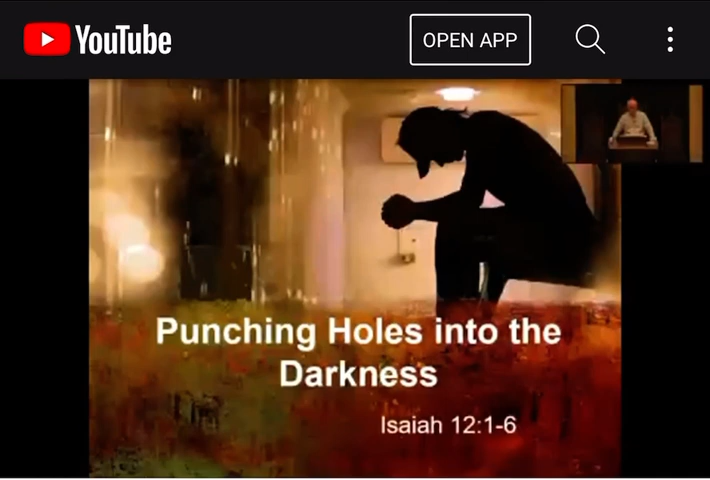 YouTube
OPEN APP
Punching Holes into the
Darkness
Isaiah 12:1-6